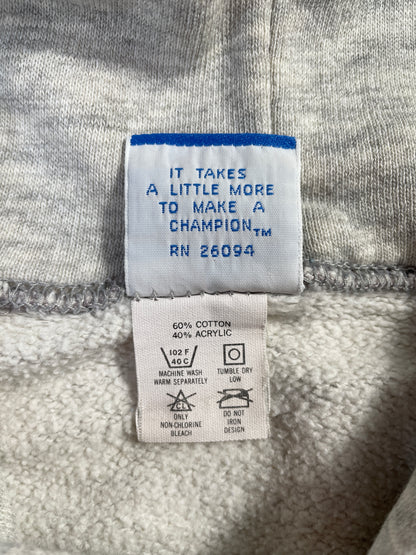 IT TAKES
A LITTLE MORE
TO MAKE A
CHAMPION™
RN 26094
60% COTTON
40% ACRYLIC
102 F
40 C
MACHINE WASH
WARM SEPARATELY
TUMBLE DRY
LOW
CL
ONLY
NON-CHLORINE
BLEACH
DO NOT
IRON
DESIGN